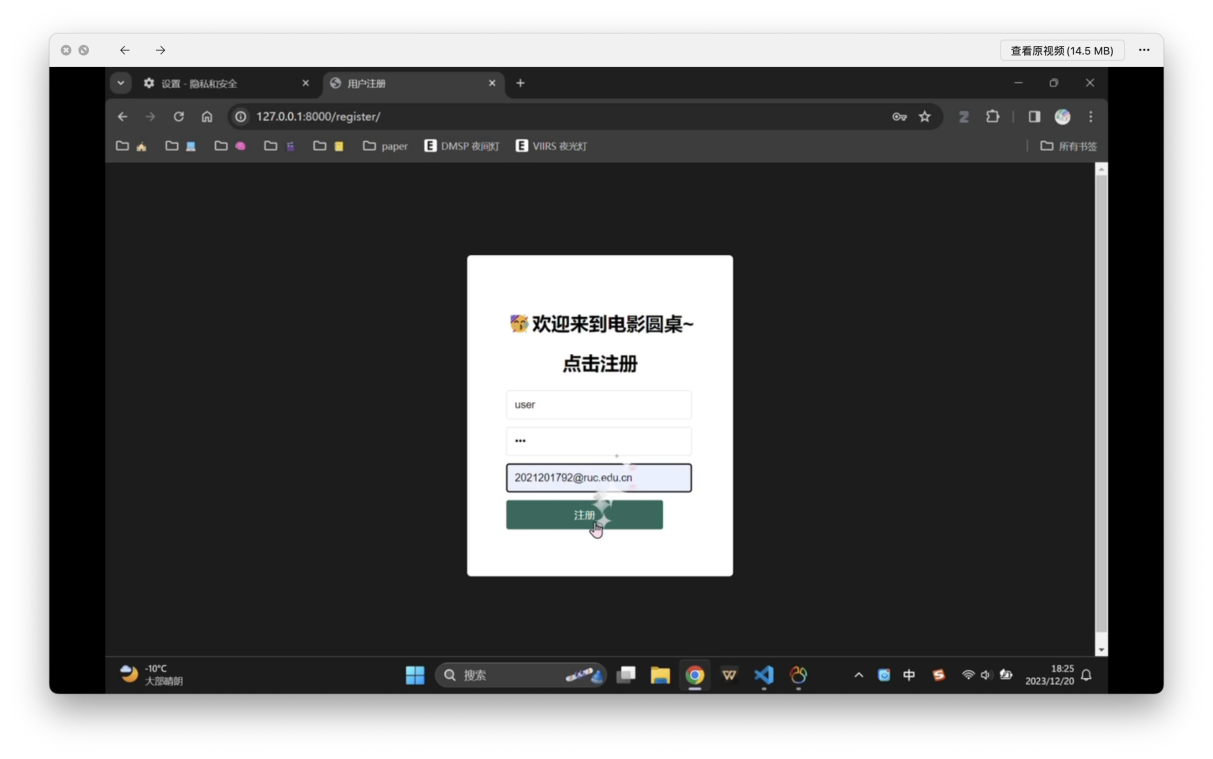 查看原视频 (14.5 MB)
设置 - 隐私和安全
用户注册
127.0.0.1:8000/register/
paper
DMSP 夜间灯
VIIRS 夜光灯
所有书签
欢迎来到电影圆桌~
点击注册
user
•••
2021201792@ruc.edu.cn
注册
-10°C
大部晴朗
搜索
中
18:25
2023/12/20